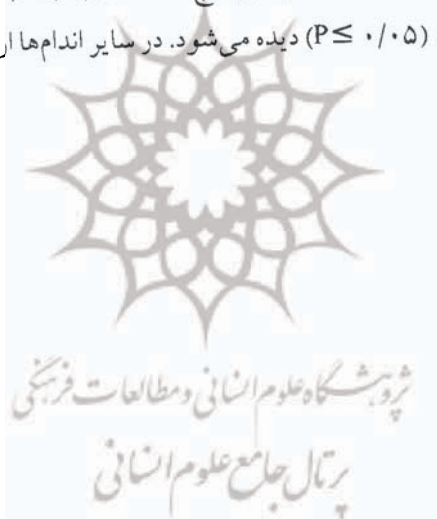 (P≤ ۰/۰۵) دیده می‌شود. در سایر اندام‌ها
پژوهشگاه علوم انسانی و مطالعات فرهنگی
پرتال جامع علوم انسانی